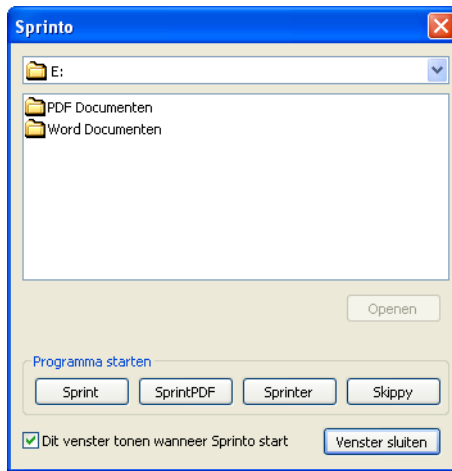 Sprinto
E:
PDF Documenten
Word Documenten
Openen
Programma starten
Sprint SprintPDF Sprinter Skippy
Dit venster tonen wanneer Sprinto start Venster sluiten